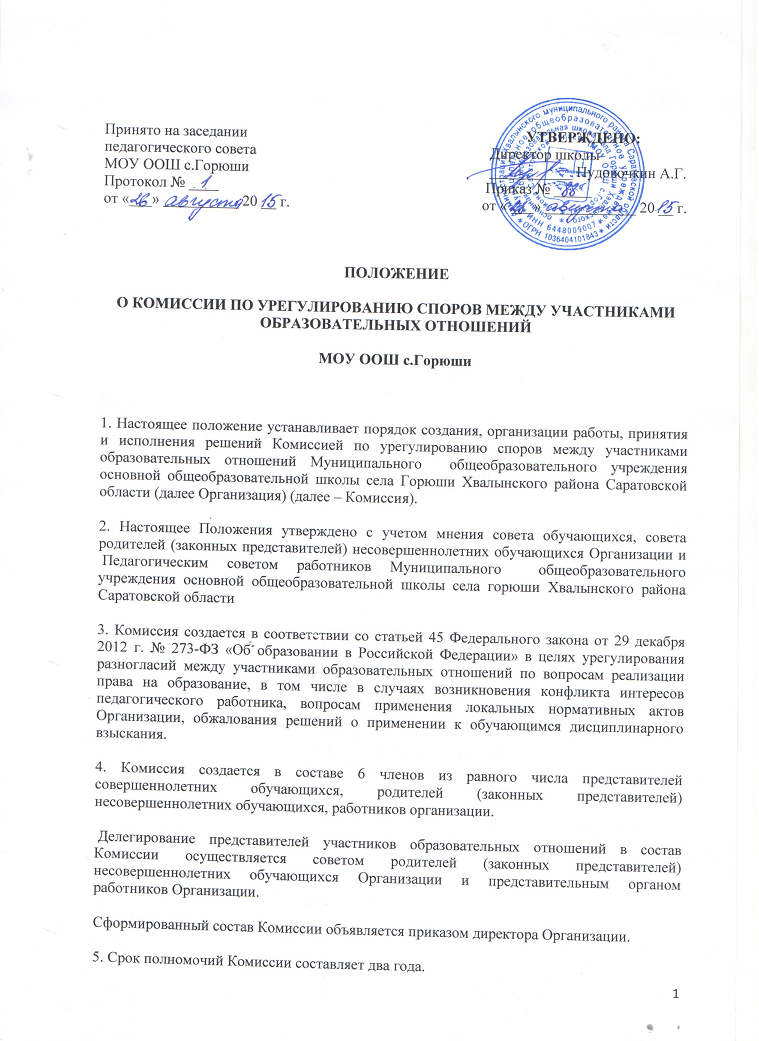 Принято на заседании
педагогического совета
МОУ ООШ с.Горюши
Протокол № 1
от «26» августа 2015 г.
УТВЕРЖДЕНО:
Директор школы
Пудовочкин А.Г.
Приказ № 88
от «26» августа 2015 г.
ОГРН 1036404101843
ИНН 6448009007
ПОЛОЖЕНИЕ
О КОМИССИИ ПО УРЕГУЛИРОВАНИЮ СПОРОВ МЕЖДУ УЧАСТНИКАМИ
ОБРАЗОВАТЕЛЬНЫХ ОТНОШЕНИЙ
МОУ ООШ с.Горюши
1. Настоящее положение устанавливает порядок создания, организации работы, принятия
и исполнения решений Комиссией по урегулированию споров между участниками
образовательных отношений Муниципального общеобразовательного учреждения
основной общеобразовательной школы села Горюши Хвалынского района Саратовской
области (далее Организация) (далее – Комиссия).
2. Настоящее Положения утверждено с учетом мнения совета обучающихся, совета
родителей (законных представителей) несовершеннолетних обучающихся Организации и
Педагогическим советом работников Муниципального общеобразовательного
учреждения основной общеобразовательной школы села горюши Хвалынского района
Саратовской области
3. Комиссия создается в соответствии со статьей 45 Федерального закона от 29 декабря
2012 г. № 273-ФЗ «Об образовании в Российской Федерации» в целях урегулирования
разногласий между участниками образовательных отношений по вопросам реализации
права на образование, в том числе в случаях возникновения конфликта интересов
педагогического работника, вопросам применения локальных нормативных актов
Организации, обжалования решений о применении к обучающимся дисциплинарного
взыскания.
4. Комиссия создается в составе 6 членов из равного числа представителей
совершеннолетних обучающихся, родителей (законных представителей)
несовершеннолетних обучающихся, работников организации.
Делегирование представителей участников образовательных отношений в состав
Комиссии осуществляется советом родителей (законных представителей)
несовершеннолетних обучающихся Организации и представительным органом
работников Организации.
Сформированный состав Комиссии объявляется приказом директора Организации.
5. Срок полномочий Комиссии составляет два года.
1